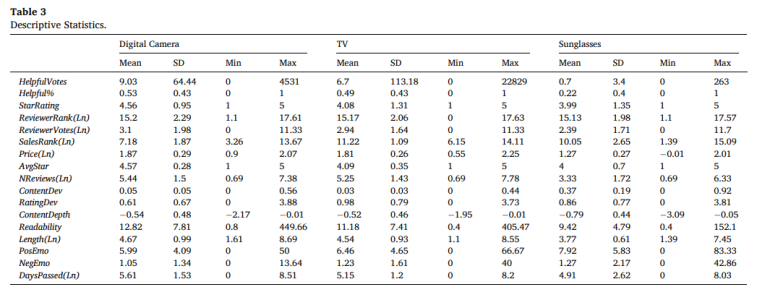 Table 3
Descriptive Statistics.
Digital Camera TV Sunglasses
Mean SD Min Max Mean SD Min Max Mean SD Min Max
HelpfulVotes 9.03 64.44 0 4531 6.7 113.18 0 22829 0.7 3.4 0 263
Helpful% 0.53 0.43 0 1 0.49 0.43 0 1 0.22 0.4 0 1
StarRating 4.56 0.95 1 5 4.08 1.31 1 5 3.99 1.35 1 5
ReviewerRank(Ln) 15.2 2.29 1.1 17.61 15.17 2.06 0 17.63 15.13 1.98 1.1 17.57
ReviewerVotes(Ln) 3.1 1.98 0 11.33 2.94 1.64 0 11.33 2.39 1.71 0 11.7
SalesRank(Ln) 7.18 1.87 3.26 13.67 11.22 1.09 6.15 14.11 10.05 2.65 1.39 15.09
Price(Ln) 1.87 0.29 0.9 2.07 1.81 0.26 0.55 2.25 1.27 0.27 −0.01 2.01
AvgStar 4.57 0.28 1 5 4.09 0.35 1 5 4 0.7 1 5
NReviews(Ln) 5.44 1.5 0.69 7.38 5.25 1.43 0.69 7.78 3.33 1.72 0.69 6.33
ContentDev 0.05 0.05 0 0.56 0.03 0.03 0 0.44 0.37 0.19 0 0.92
RatingDev 0.61 0.67 0 3.88 0.98 0.79 0 3.73 0.86 0.77 0 3.81
ContentDepth −0.54 0.48 −2.17 −0.01 −0.52 0.46 −1.95 −0.01 −0.79 0.44 −3.09 −0.05
Readability 12.82 7.81 0.8 449.66 11.18 7.41 0.4 405.47 9.42 4.79 0.4 152.1
Length(Ln) 4.67 0.99 1.61 8.69 4.54 0.93 1.1 8.55 3.77 0.61 1.39 7.45
PosEmo 5.99 4.09 0 50 6.46 4.65 0 66.67 7.92 5.83 0 83.33
NegEmo 1.05 1.34 0 13.64 1.23 1.61 0 40 1.27 2.17 0 42.86
DaysPassed(Ln) 5.61 1.53 0 8.51 5.15 1.2 0 8.2 4.91 2.62 0 8.03